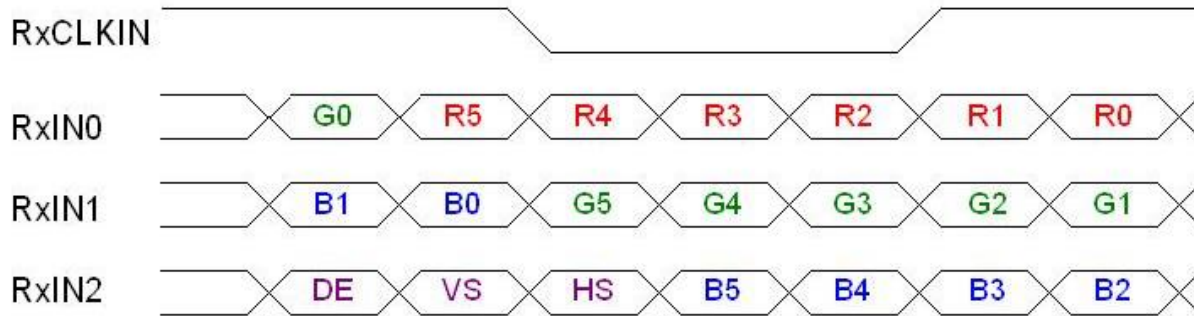 RxCLKIN
RxIN0 G0 R5 R4 R3 R2 R1 R0
RxIN1 B1 B0 G5 G4 G3 G2 G1
RxIN2 DE VS HS B5 B4 B3 B2